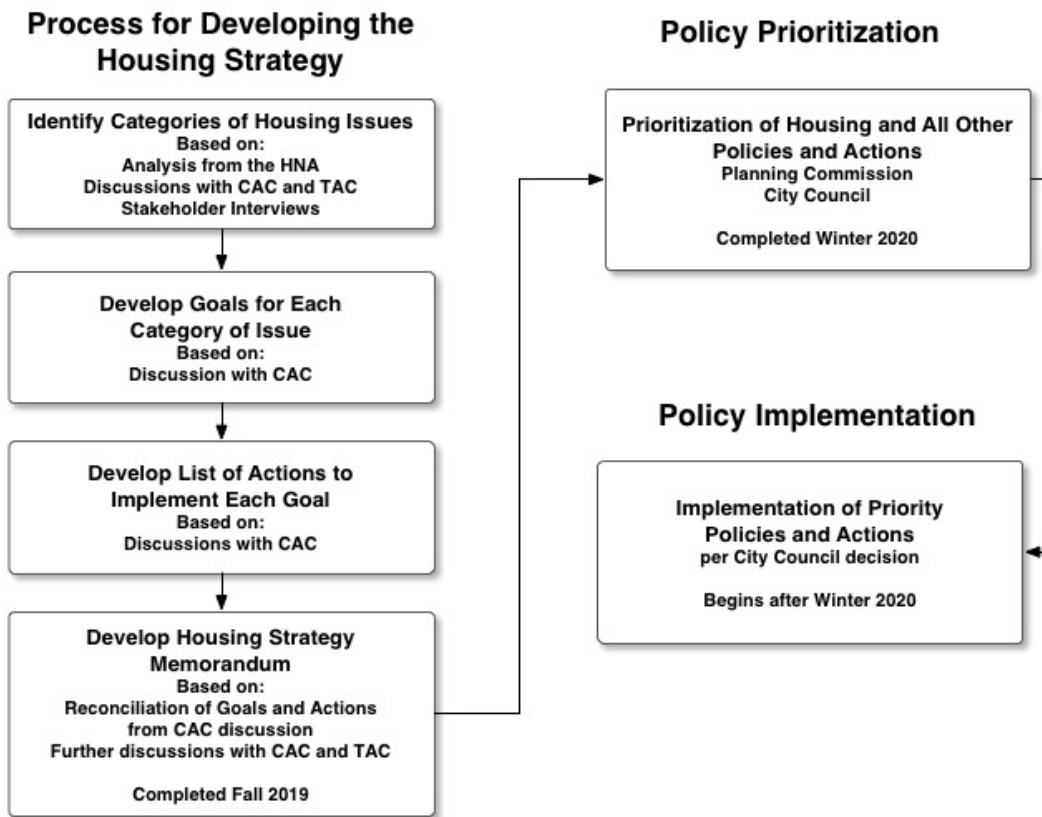 Process for Developing the
Housing Strategy
Identify Categories of Housing Issues
Based on:
Analysis from the HNA
Discussions with CAC and TAC
Stakeholder Interviews
Develop Goals for Each
Category of Issue
Based on:
Discussion with CAC
Develop List of Actions to
Implement Each Goal
Based on:
Discussions with CAC
Develop Housing Strategy
Memorandum
Based on:
Reconciliation of Goals and Actions
from CAC discussion
Further discussions with CAC and TAC
Completed Fall 2019
Policy Prioritization
Prioritization of Housing and All Other
Policies and Actions
Planning Commission
City Council
Completed Winter 2020
Policy Implementation
Implementation of Priority
Policies and Actions
per City Council decision
Begins after Winter 2020